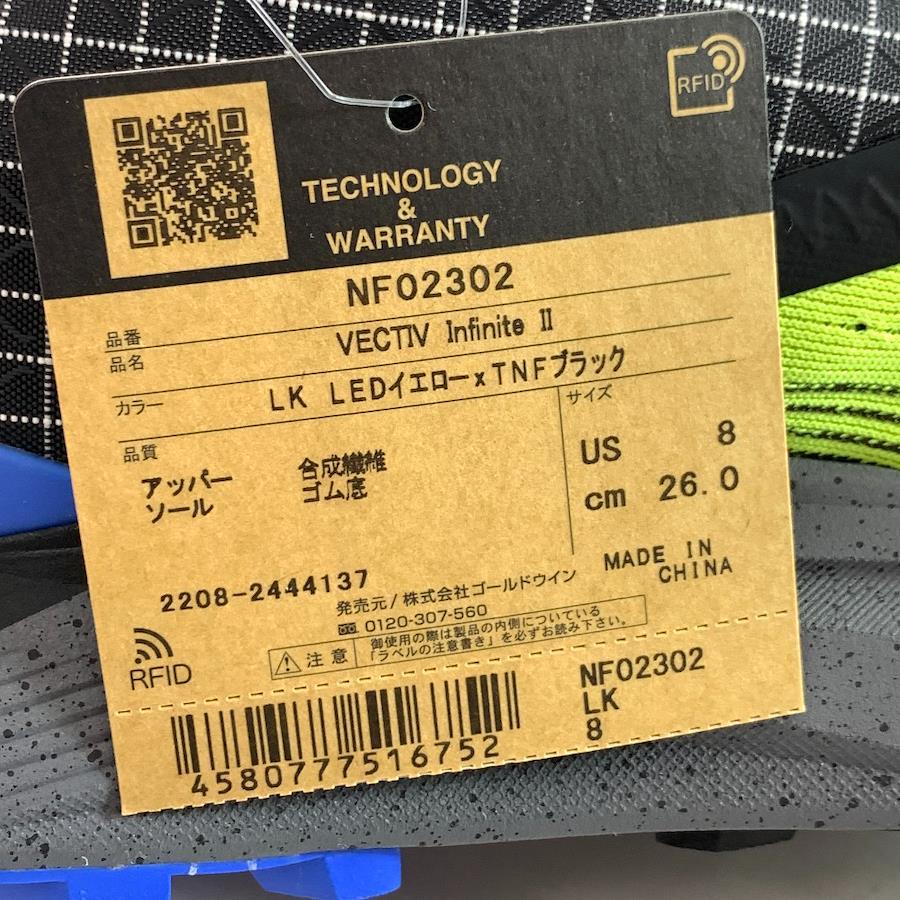 RFID
TECHNOLOGY
&
WARRANTY
品番 NF02302
品名 VECTIV Infinite II
カラー LK LEDイエロー×TNFブラック
品質
アッパー 合成繊維
ソール ゴム底
サイズ
US 8
cm 26.0
MADE IN
CHINA
2208-2444137
発売元/株式会社ゴールドウイン
0120-307-560
注意 御使用の際は製品の内側についている
「ラベルの注意書き」を必ずお読み下さい。
RFID
NF02302
LK
8
4580777516752